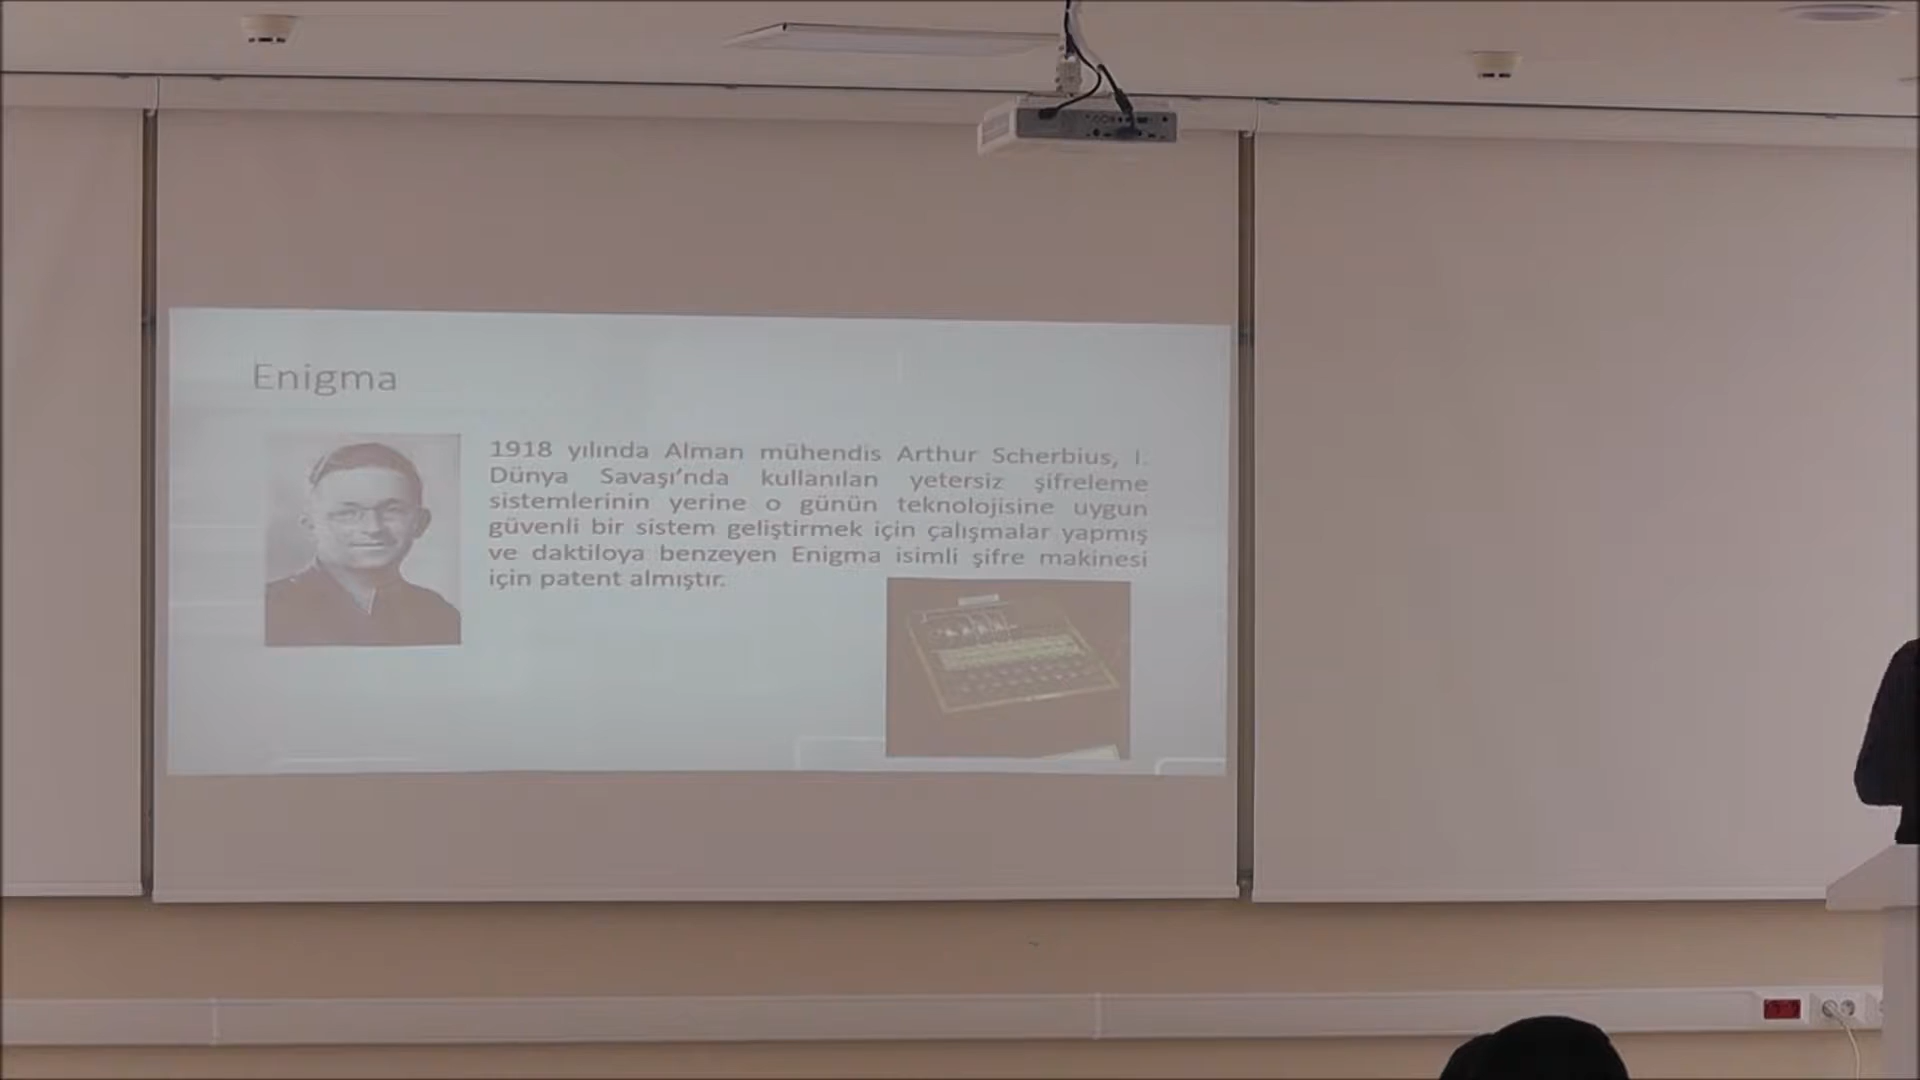 Enigma
1918 yılında Alman mühendis Arthur Scherbius, I.
Dünya Savaşı’nda kullanılan yetersiz şifreleme
sistemlerinin yerine o günün teknolojisine uygun
güvenli bir sistem geliştirmek için çalışmalar yapmış
ve daktiloya benzeyen Enigma isimli şifre makinesi
için patent almıştır.